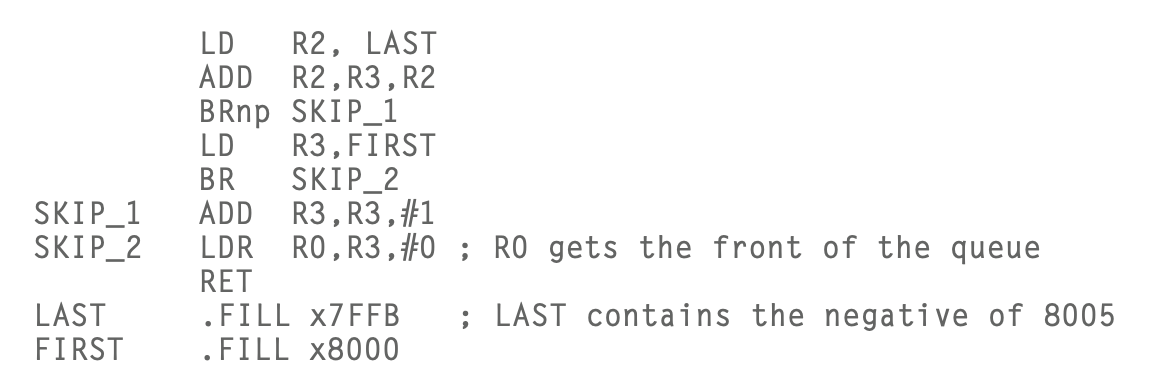 LD R2, LAST
ADD R2,R3,R2
BRnp SKIP_1
LD R3,FIRST
BR SKIP_2
SKIP_1 ADD R3,R3,#1
SKIP_2 LDR R0,R3,#0 ; R0 gets the front of the queue
RET
LAST .FILL x7FFB ; LAST contains the negative of 8005
FIRST .FILL x8000